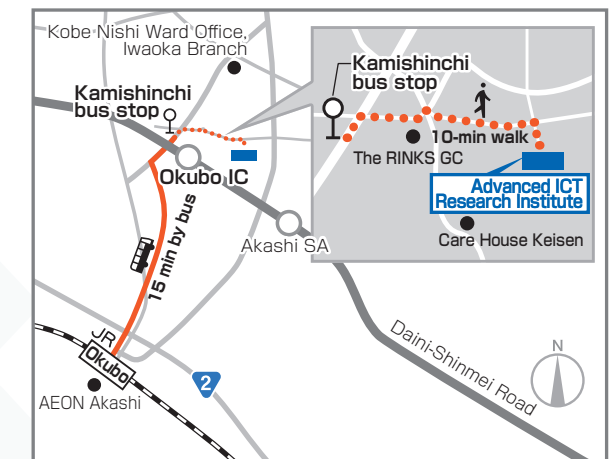 Kobe Nishi Ward Office,
Iwaoka Branch
Kamishinchi
bus stop
Okubo IC
Akashi SA
15 min by bus
JR
Okubo
AEON Akashi
2
Daini-Shinmei Road
N
Kamishinchi
bus stop
10-min walk
The RINKS GC
Advanced ICT
Research Institute
Care House Keisen